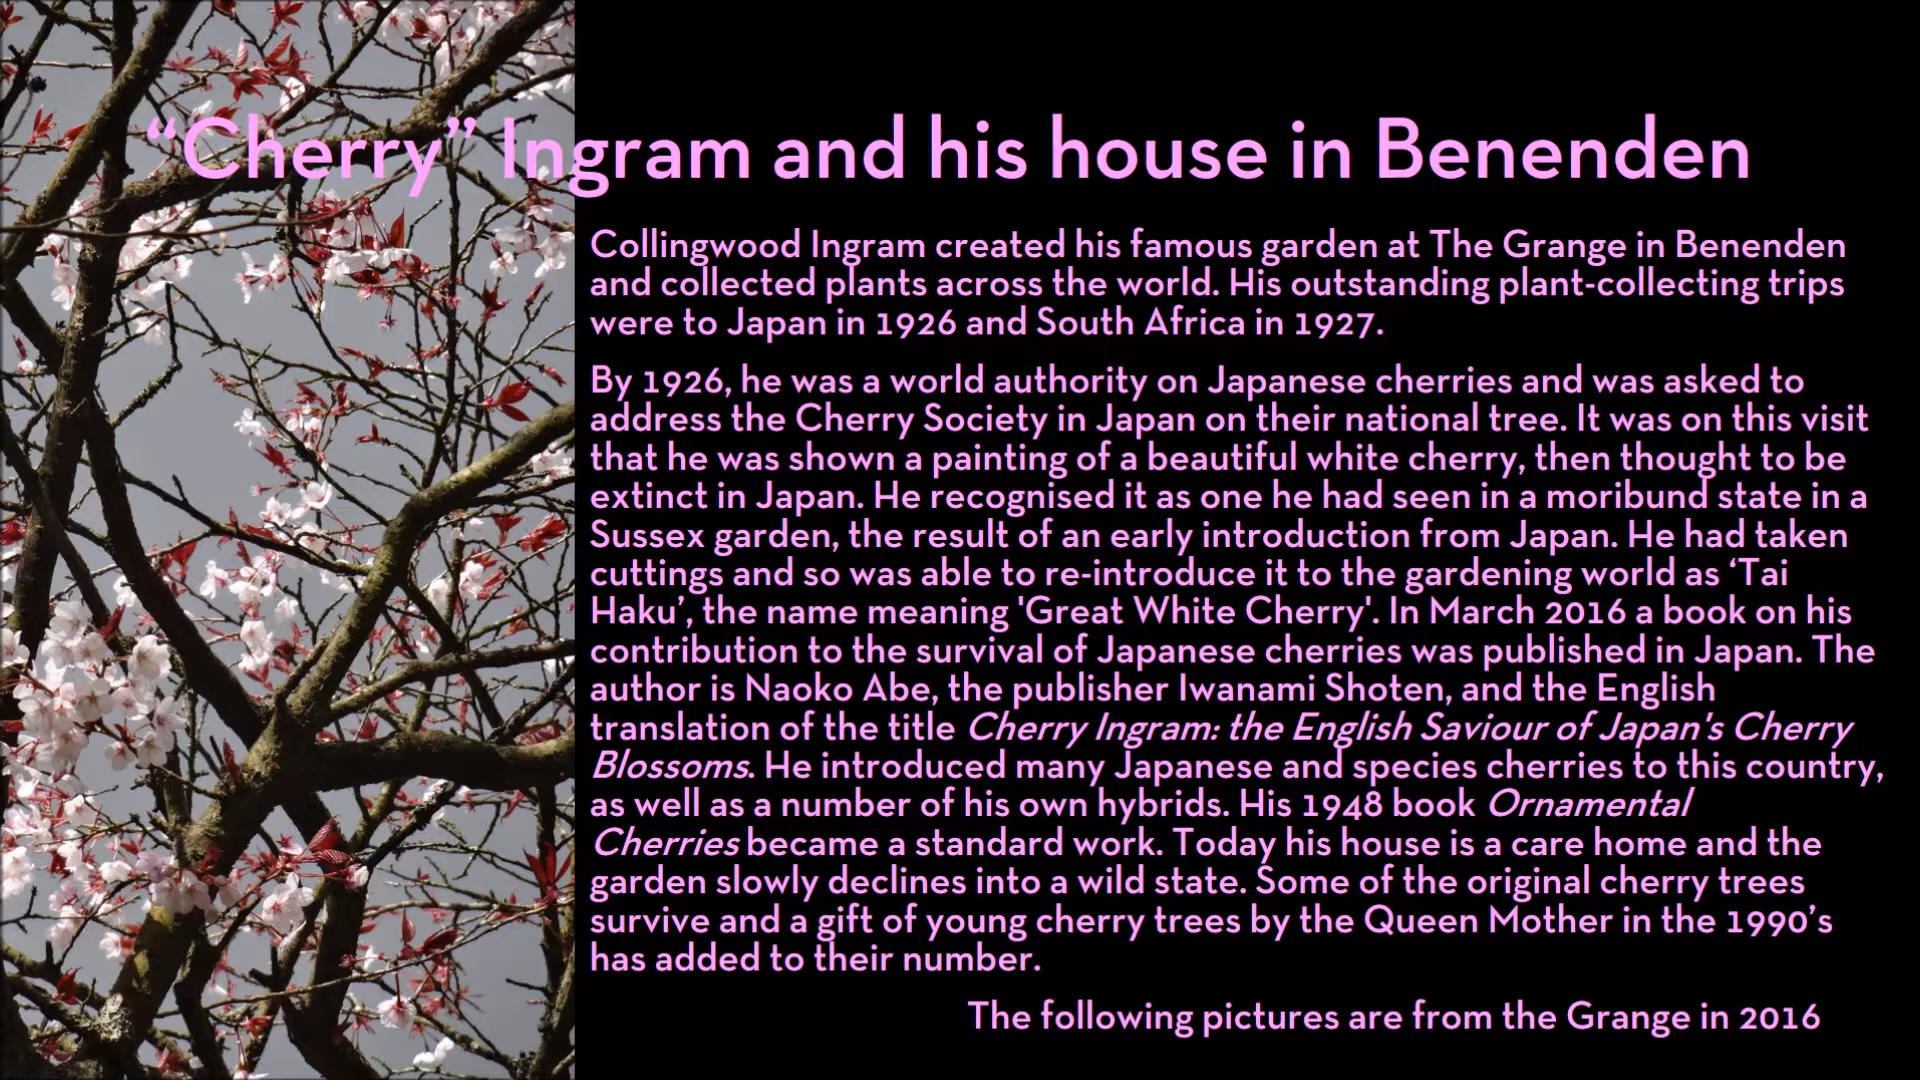 “Cherry” Ingram and his house in Benenden
Collingwood Ingram created his famous garden at The Grange in Benenden
and collected plants across the world. His outstanding plant-collecting trips
were to Japan in 1926 and South Africa in 1927.
By 1926, he was a world authority on Japanese cherries and was asked to
address the Cherry Society in Japan on their national tree. It was on this visit
that he was shown a painting of a beautiful white cherry, then thought to be
extinct in Japan. He recognised it as one he had seen in a moribund state in a
Sussex garden, the result of an early introduction from Japan. He had taken
cuttings and so was able to re-introduce it to the gardening world as ‘Tai
Haku’, the name meaning 'Great White Cherry'. In March 2016 a book on his
contribution to the survival of Japanese cherries was published in Japan. The
author is Naoko Abe, the publisher Iwanami Shoten, and the English
translation of the title Cherry Ingram: the English Saviour of Japan's Cherry
Blossoms. He introduced many Japanese and species cherries to this country,
as well as a number of his own hybrids. His 1948 book Ornamental
Cherries became a standard work. Today his house is a care home and the
garden slowly declines into a wild state. Some of the original cherry trees
survive and a gift of young cherry trees by the Queen Mother in the 1990’s
has added to their number.
The following pictures are from the Grange in 2016